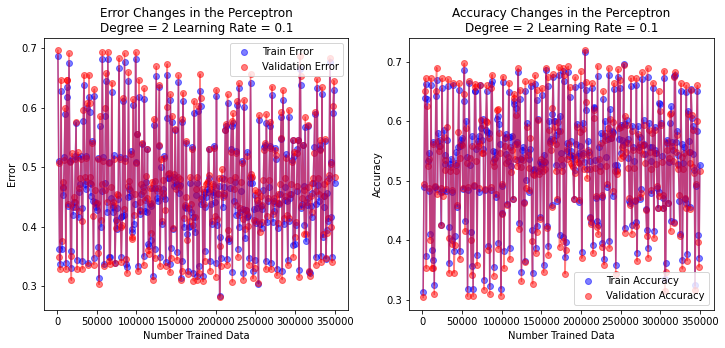 Error Changes in the Perceptron
Degree = 2 Learning Rate = 0.1
Train Error
Validation Error
Error
0.7
0.6
0.5
0.4
0.3
0 50000 100000 150000 200000 250000 300000 350000
Number Trained Data
Accuracy Changes in the Perceptron
Degree = 2 Learning Rate = 0.1
Accuracy
0.7
0.6
0.5
0.4
0.3
Train Accuracy
Validation Accuracy
0 50000 100000 150000 200000 250000 300000 350000
Number Trained Data